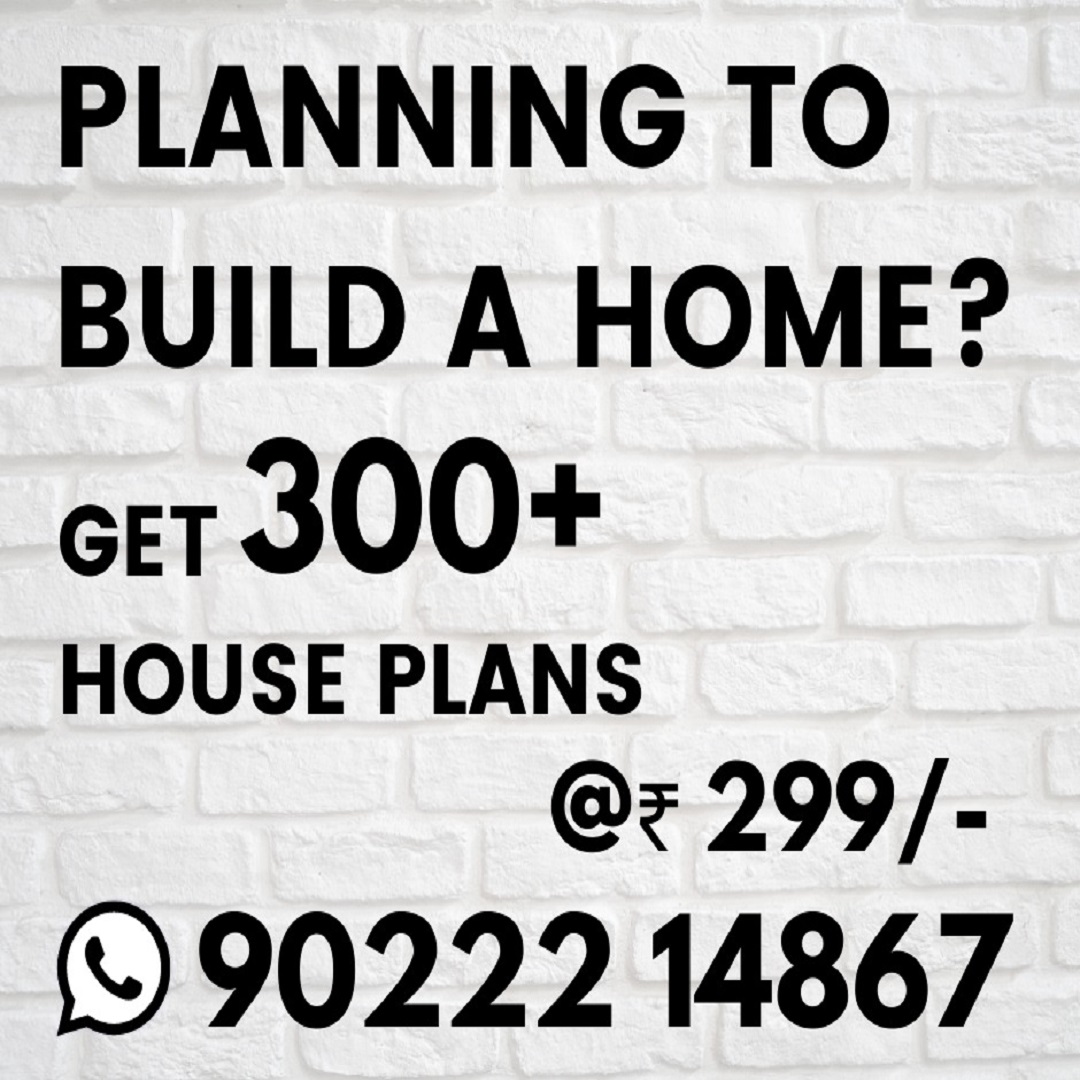 PLANNING TO
BUILD A HOME?
GET 300+
HOUSE PLANS
@₹ 299/-
90222 14867